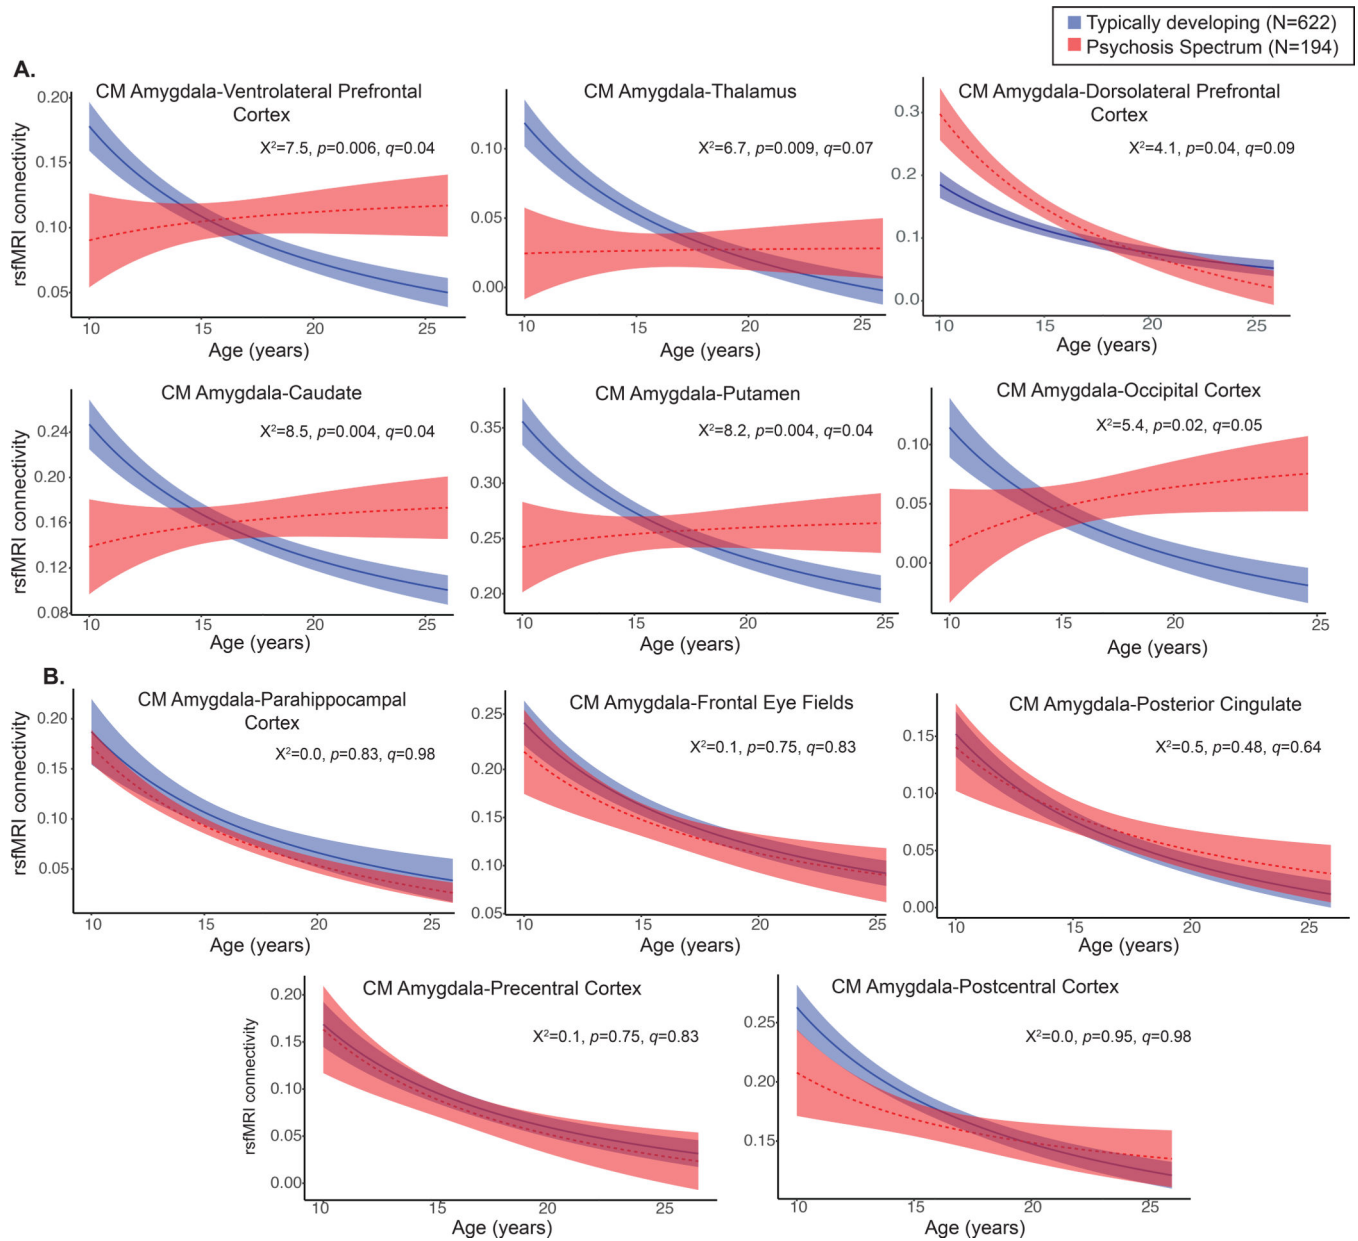 Typically developing (N=622)
Psychosis Spectrum (N=194)
A.
CM Amygdala-Ventrolateral Prefrontal
Cortex
X²=7.5, p=0.006, q=0.04
0.20
0.15
0.10
0.05
rsfMRI connectivity
10 15 20 25
Age (years)
CM Amygdala-Thalamus
X²=6.7, p=0.009, q=0.07
0.10
0.05
0.00
10 15 20 25
Age (years)
CM Amygdala-Dorsolateral Prefrontal
Cortex
X²=4.1, p=0.04, q=0.09
0.3
0.2
0.1
0.0
10 15 20 25
Age (years)
CM Amygdala-Caudate
X²=8.5, p=0.004, q=0.04
0.24
0.20
0.16
0.12
0.08
rsfMRI connectivity
10 15 20 25
Age (years)
CM Amygdala-Putamen
X²=8.2, p=0.004, q=0.04
0.35
0.30
0.25
0.20
10 15 20 25
Age (years)
CM Amygdala-Occipital Cortex
X²=5.4, p=0.02, q=0.05
0.10
0.05
0.00
10 15 20 25
Age (years)
B.
CM Amygdala-Parahippocampal
Cortex
X²=0.0, p=0.83, q=0.98
0.20
0.15
0.10
0.05
rsfMRI connectivity
10 15 20 25
Age (years)
CM Amygdala-Frontal Eye Fields
X²=0.1, p=0.75, q=0.83
0.25
0.20
0.15
0.10
0.05
10 15 20 25
Age (years)
CM Amygdala-Posterior Cingulate
X²=0.5, p=0.48, q=0.64
0.15
0.10
0.05
0.00
10 15 20 25
Age (years)
CM Amygdala-Precentral Cortex
X²=0.1, p=0.75, q=0.83
0.20
0.15
0.10
0.05
0.00
rsfMRI connectivity
10 15 20 25
Age (years)
CM Amygdala-Postcentral Cortex
X²=0.0, p=0.95, q=0.98
0.25
0.20
0.15
10 15 20 25
Age (years)